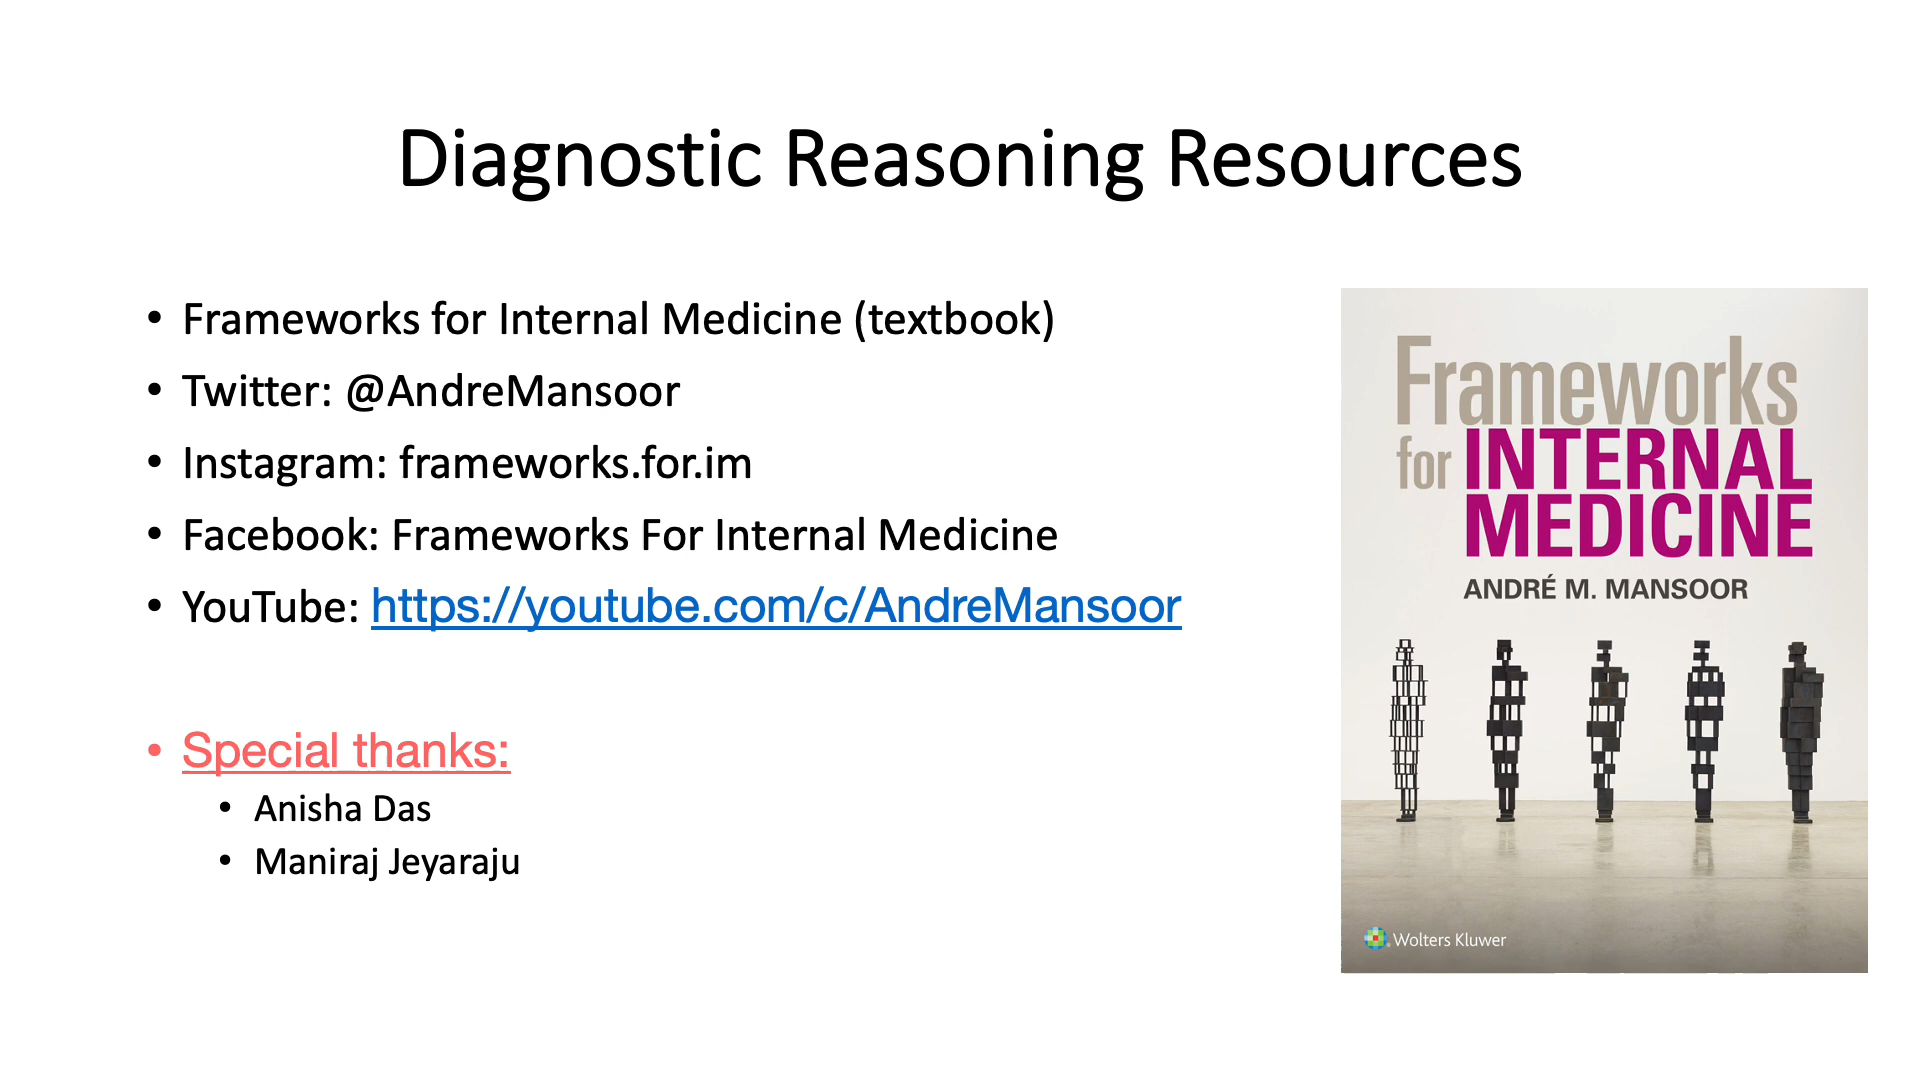 Diagnostic Reasoning Resources
• Frameworks for Internal Medicine (textbook)
• Twitter: @AndreMansoor
• Instagram: frameworks.for.im
• Facebook: Frameworks For Internal Medicine
• YouTube: https://youtube.com/c/AndreMansoor
• Special thanks:
• Anisha Das
• Maniraj Jeyaraju
Frameworks
for INTERNAL
MEDICINE
ANDRÉ M. MANSOOR
Wolters Kluwer